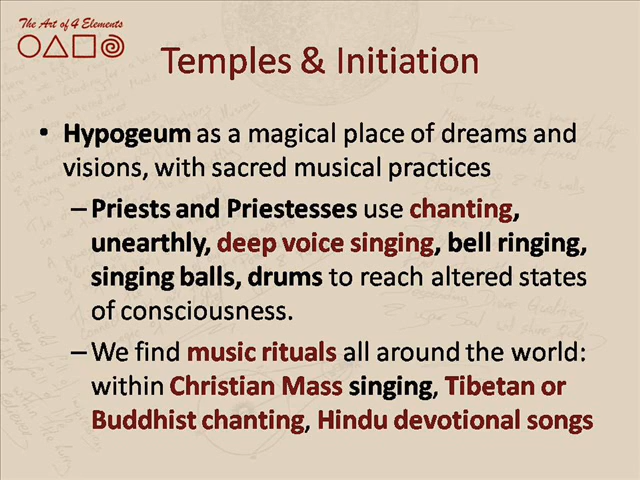 The Art of 4 Elements
Temples & Initiation
• Hypogeum as a magical place of dreams and
visions, with sacred musical practices
– Priests and Priestesses use chanting,
unearthly, deep voice singing, bell ringing,
singing balls, drums to reach altered states
of consciousness.
– We find music rituals all around the world:
within Christian Mass singing, Tibetan or
Buddhist chanting, Hindu devotional songs